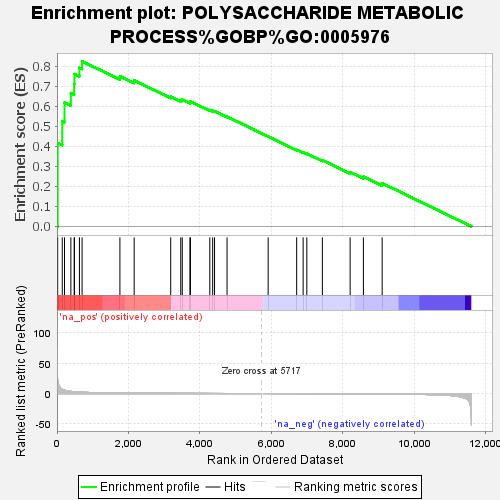 Enrichment plot: POLYSACCHARIDE METABOLIC
PROCESS%GOBP%GO:0005976
Enrichment score (ES)
0.8
0.7
0.6
0.5
0.4
0.3
0.2
0.1
0.0
'na_pos' (positively correlated)
Ranked list metric (PreRanked)
100
50
0
-50
Zero cross at 5717
'na_neg' (negatively correlated)
0
2,000
4,000
6,000
8,000
10,000
12,000
Rank in Ordered Dataset
Enrichment profile
Hits
Ranking metric scores